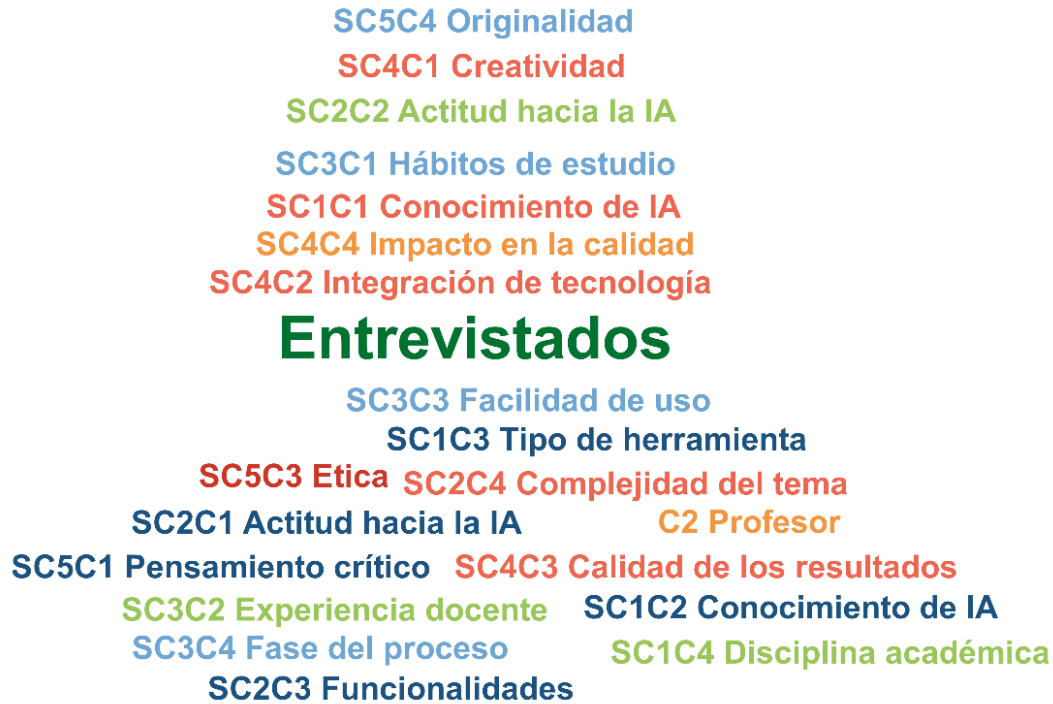 SC5C4 Originalidad
SC4C1 Creatividad
SC2C2 Actitud hacia la IA
SC3C1 Hábitos de estudio
SC1C1 Conocimiento de IA
SC4C4 Impacto en la calidad
SC4C2 Integración de tecnología
Entrevistados
SC3C3 Facilidad de uso
SC1C3 Tipo de herramienta
SC5C3 Etica
SC2C4 Complejidad del tema
SC2C1 Actitud hacia la IA
C2 Profesor
SC5C1 Pensamiento crítico
SC4C3 Calidad de los resultados
SC3C2 Experiencia docente
SC1C2 Conocimiento de IA
SC3C4 Fase del proceso
SC1C4 Disciplina académica
SC2C3 Funcionalidades